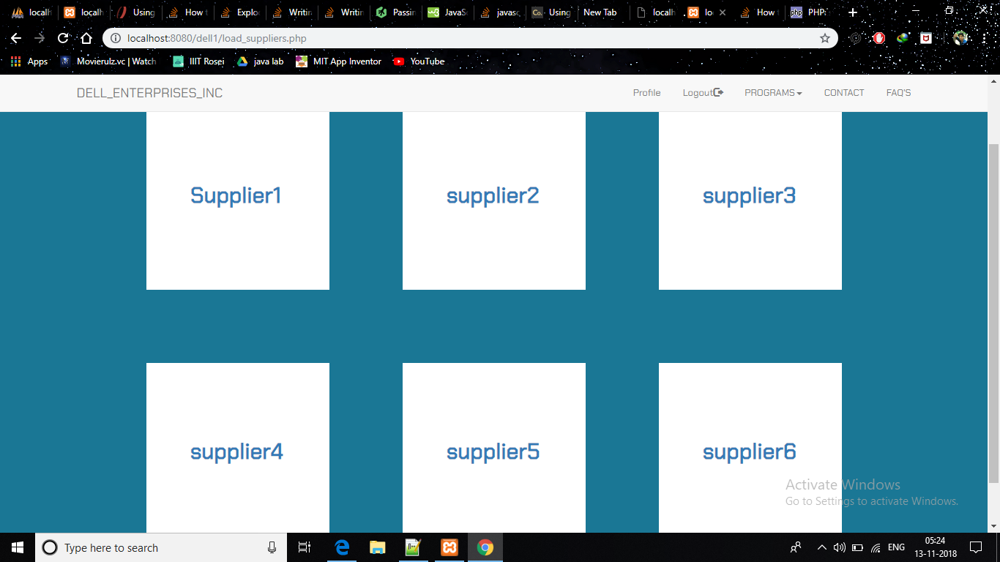 localh localh Using How t Explo Writin Writin Passin JavaSc javasc Using New Tab localh lo How PHP:
localhost:8080/dell1/load_suppliers.php
Apps Movierulz.vc | Watch IIIT Rosei java lab MIT App Inventor YouTube
DELL_ENTERPRISES_INC Profile Logout PROGRAMS CONTACT FAQ'S
Supplier1 supplier2 supplier3
supplier4 supplier5 supplier6
Activate Windows
Go to Settings to activate Windows.
Type here to search
ENG
05:24
13-11-2018